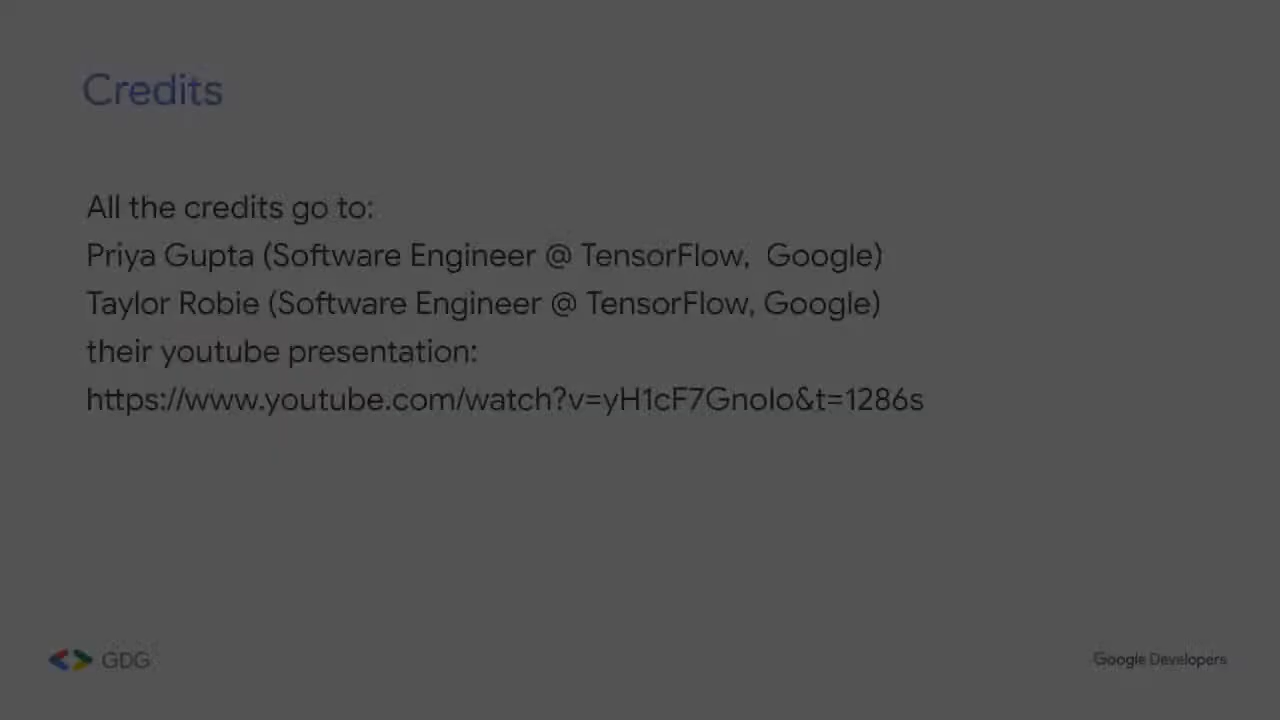 Credits
All the credits go to:
Priya Gupta (Software Engineer @ TensorFlow, Google)
Taylor Robie (Software Engineer @ TensorFlow, Google)
their youtube presentation:
https://www.youtube.com/watch?v=yH1cF7GnoIo&t=1286s
GDG
Google Developers